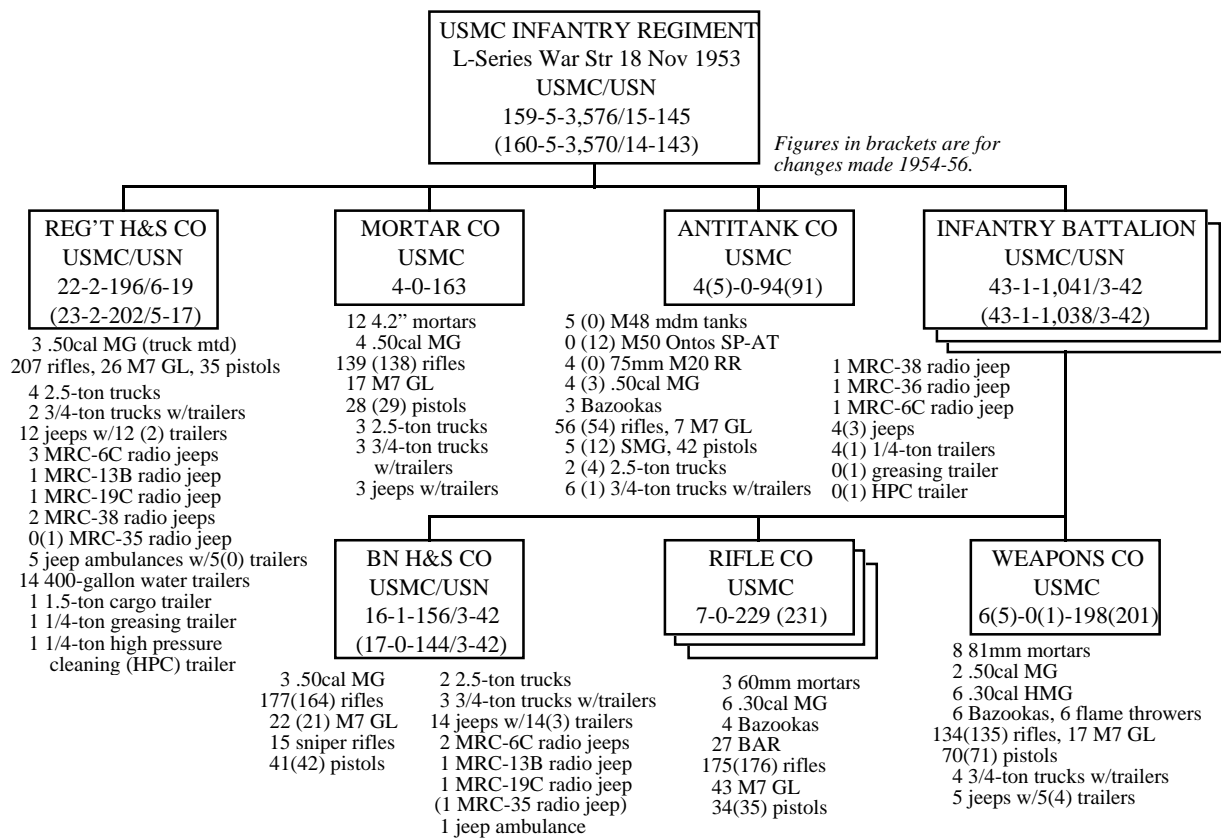 USMC INFANTRY REGIMENT
L-Series War Str 18 Nov 1953
USMC/USN
159-5-3,576/15-145
(160-5-3,570/14-143)
Figures in brackets are for
changes made 1954-56.
REG'T H&S CO
USMC/USN
22-2-196/6-19
(23-2-202/5-17)
3 .50cal MG (truck mtd)
207 rifles, 26 M7 GL, 35 pistols
4 2.5-ton trucks
2 3/4-ton trucks w/trailers
12 jeeps w/12 (2) trailers
3 MRC-6C radio jeeps
1 MRC-13B radio jeep
1 MRC-19C radio jeep
2 MRC-38 radio jeeps
0(1) MRC-35 radio jeep
5 jeep ambulances w/5(0) trailers
14 400-gallon water trailers
1 1.5-ton cargo trailer
1 1/4-ton greasing trailer
1 1/4-ton high pressure
cleaning (HPC) trailer
MORTAR CO
USMC
4-0-163
12 4.2” mortars
4 .50cal MG
139 (138) rifles
17 M7 GL
28 (29) pistols
3 2.5-ton trucks
3 3/4-ton trucks
w/trailers
3 jeeps w/trailers
ANTITANK CO
USMC
4(5)-0-94(91)
5 (0) M48 mdm tanks
0 (12) M50 Ontos SP-AT
4 (0) 75mm M20 RR
4 (3) .50cal MG
3 Bazookas
56 (54) rifles, 7 M7 GL
5 (12) SMG, 42 pistols
2 (4) 2.5-ton trucks
6 (1) 3/4-ton trucks w/trailers
INFANTRY BATTALION
USMC/USN
43-1-1,041/3-42
(43-1-1,038/3-42)
1 MRC-38 radio jeep
1 MRC-36 radio jeep
1 MRC-6C radio jeep
4(3) jeeps
4(1) 1/4-ton trailers
0(1) greasing trailer
0(1) HPC trailer
BN H&S CO
USMC/USN
16-1-156/3-42
(17-0-144/3-42)
3 .50cal MG
177(164) rifles
22 (21) M7 GL
15 sniper rifles
41(42) pistols
2 2.5-ton trucks
3 3/4-ton trucks w/trailers
14 jeeps w/14(3) trailers
2 MRC-6C radio jeeps
1 MRC-13B radio jeep
1 MRC-19C radio jeep
(1 MRC-35 radio jeep)
1 jeep ambulance
RIFLE CO
USMC
7-0-229 (231)
3 60mm mortars
6 .30cal MG
4 Bazookas
27 BAR
175(176) rifles
43 M7 GL
34(35) pistols
WEAPONS CO
USMC
6(5)-0(1)-198(201)
8 81mm mortars
2 .50cal MG
6 .30cal HMG
6 Bazookas, 6 flame throwers
134(135) rifles, 17 M7 GL
70(71) pistols
4 3/4-ton trucks w/trailers
5 jeeps w/5(4) trailers